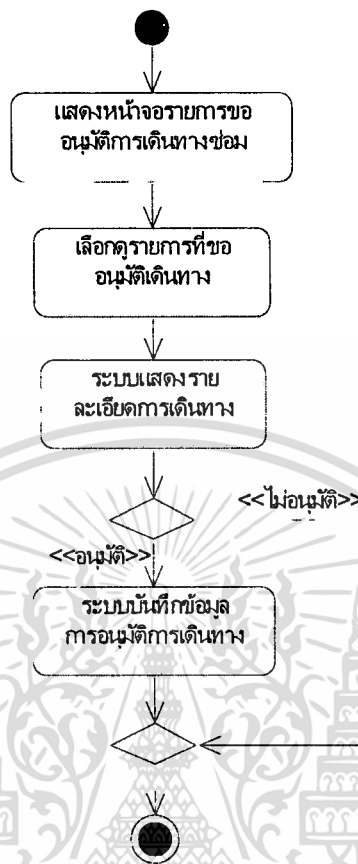 แสดงหน้าจอรายการขอ
อนุมัติการเดินทางซ่อม
เลือกดูรายการที่ขอ
อนุมัติเดินทาง
ระบบแสดงราย
ละเอียดการเดินทาง
<<ไม่อนุมัติ>>
<<อนุมัติ>>
ระบบบันทึกข้อมูล
การอนุมัติการเดินทาง